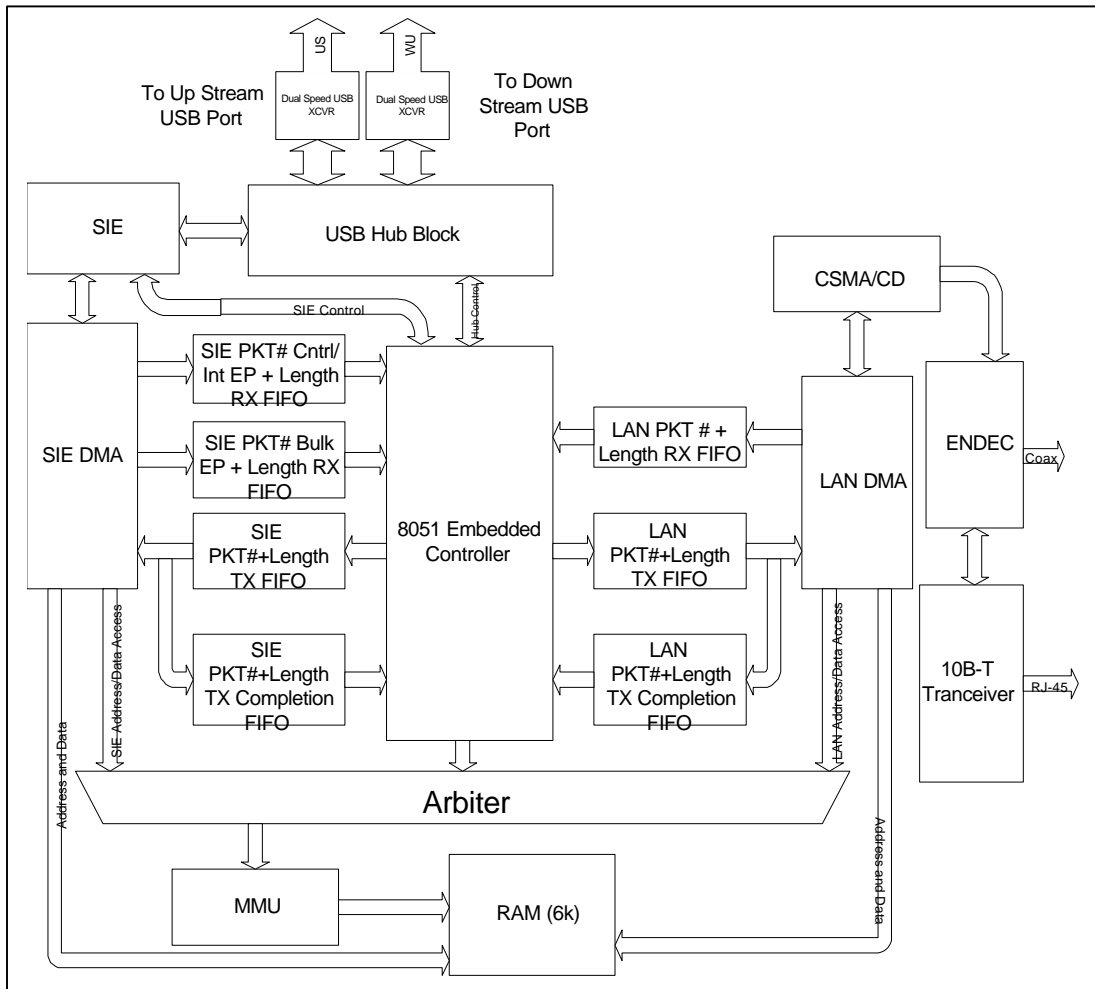 US
WU
To Up Stream
USB Port
Dual Speed USB
XCVR
Dual Speed USB
XCVR
To Down
Stream USB
Port
SIE
USB Hub Block
CSMA/CD
SIE Control
Hub Control
SIE DMA
SIE PKT# Cntrl/
Int EP + Length
RX FIFO
SIE PKT# Bulk
EP + Length RX
FIFO
SIE
PKT#+Length
TX FIFO
SIE
PKT#+Length
TX Completion
FIFO
8051 Embedded
Controller
LAN PKT # +
Length RX FIFO
LAN
PKT#+Length
TX FIFO
LAN
PKT#+Length
TX Completion
FIFO
LAN DMA
ENDEC
Coax
10B-T
Tranceiver
RJ-45
Address and Data
SIE Address/Data Access
LAN Address/Data Access
Address and Data
Arbiter
MMU
RAM (6k)